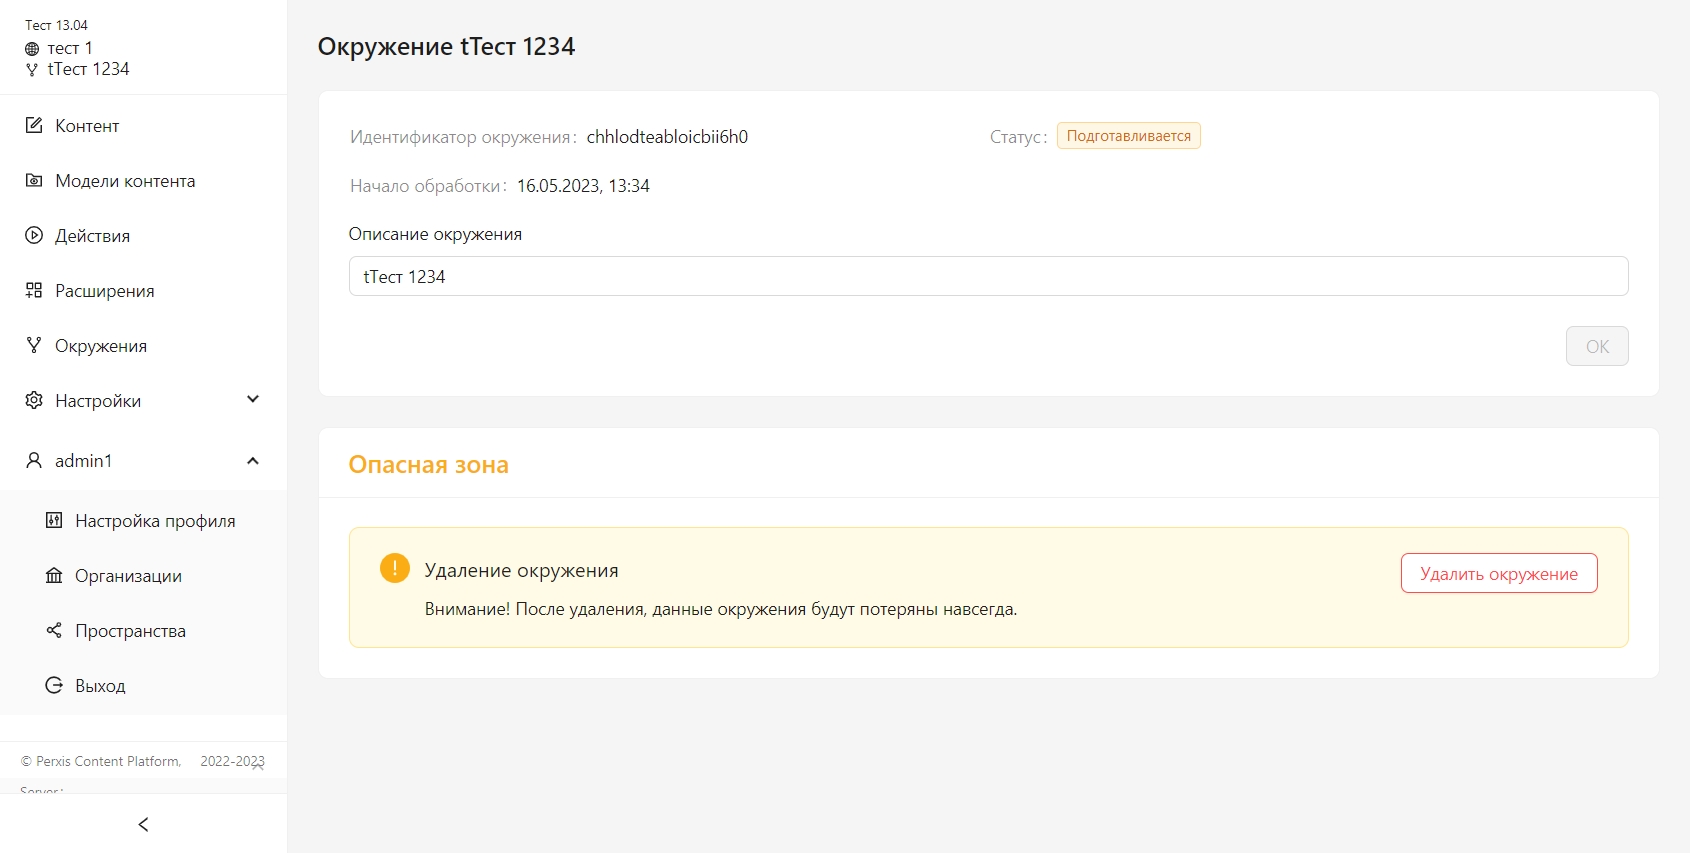 Тест 13.04
тест 1
tТест 1234
Контент
Модели контента
Действия
Расширения
Окружения
Настройки
admin1
Настройка профиля
Организации
Пространства
Выход
© Perxis Content Platform, 2022-2023
Server:
Окружение tТест 1234
Идентификатор окружения: chhlodteabloicbii6h0 Статус: Подготавливается
Начало обработки: 16.05.2023, 13:34
Описание окружения
tТест 1234
OK
Опасная зона
Удаление окружения
Удалить окружение
Внимание! После удаления, данные окружения будут потеряны навсегда.